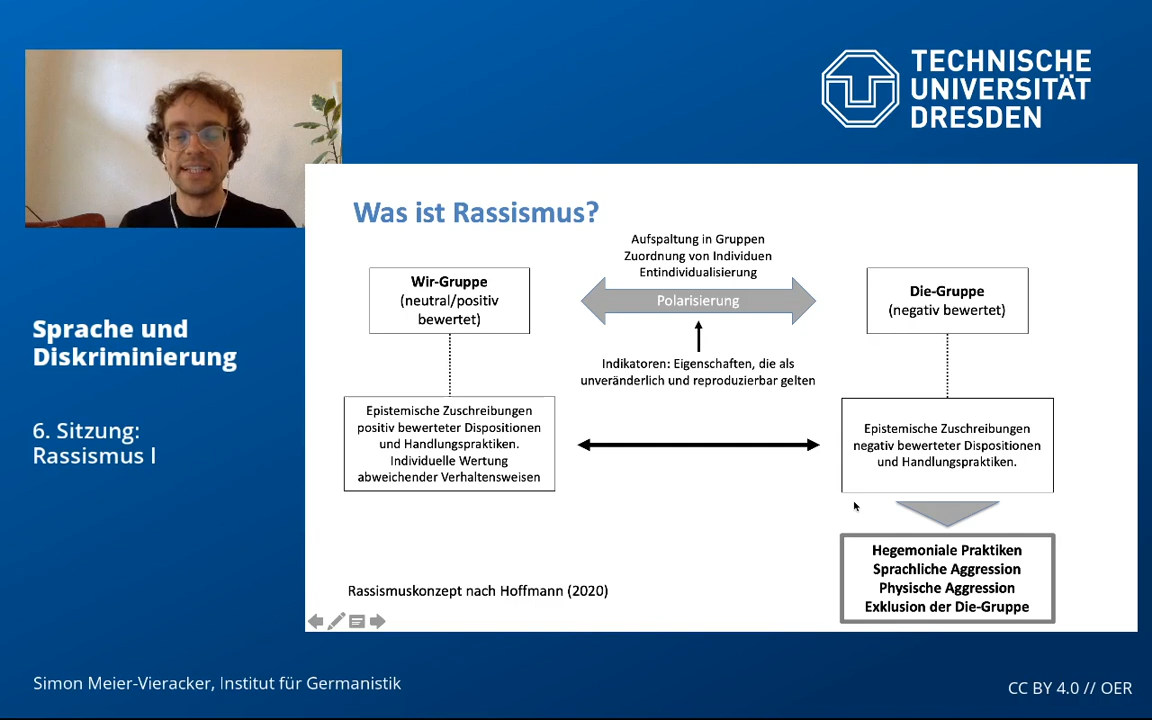 TECHNISCHE
UNIVERSITÄT
DRESDEN
Sprache und
Diskriminierung
6. Sitzung:
Rassismus I
Was ist Rassismus?
Wir-Gruppe
(neutral/positiv
bewertet)
Aufspaltung in Gruppen
Zuordnung von Individuen
Entindividualisierung
Polarisierung
Indikatoren: Eigenschaften, die als
unveränderlich und reproduzierbar gelten
Die-Gruppe
(negativ bewertet)
Epistemische Zuschreibungen
positiv bewerteter Dispositionen
und Handlungspraktiken.
Individuelle Wertung
abweichender Verhaltensweisen
Epistemische Zuschreibungen
negativ bewerteter Dispositionen
und Handlungspraktiken.
Hegemoniale Praktiken
Sprachliche Aggression
Physische Aggression
Exklusion der Die-Gruppe
Rassismuskonzept nach Hoffmann (2020)
Simon Meier-Vieracker, Institut für Germanistik
CC BY 4.0 // OER